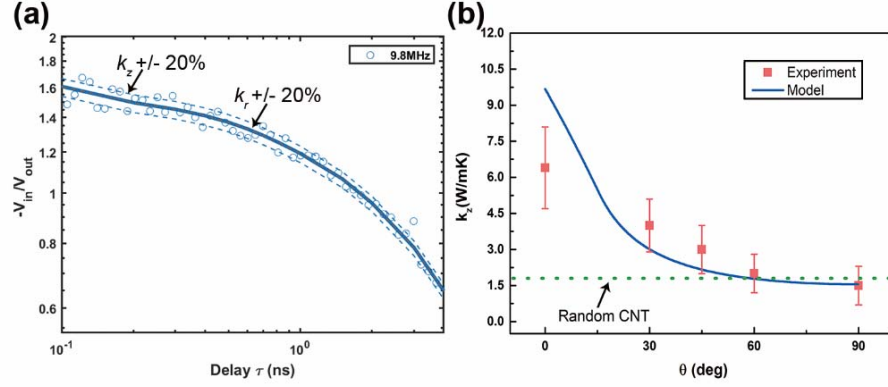 (a)
2
1.8
1.6
1.4
1.2
1
0.8
0.6
-V_in/V_out
k_z +/- 20%
k_r +/- 20%
9.8MHz
10^-1
10^0
Delay τ (ns)
(b)
12.0
10.5
9.0
7.5
6.0
4.5
3.0
1.5
0.0
k_z(W/mK)
Experiment
Model
Random CNT
0
30
60
90
θ (deg)